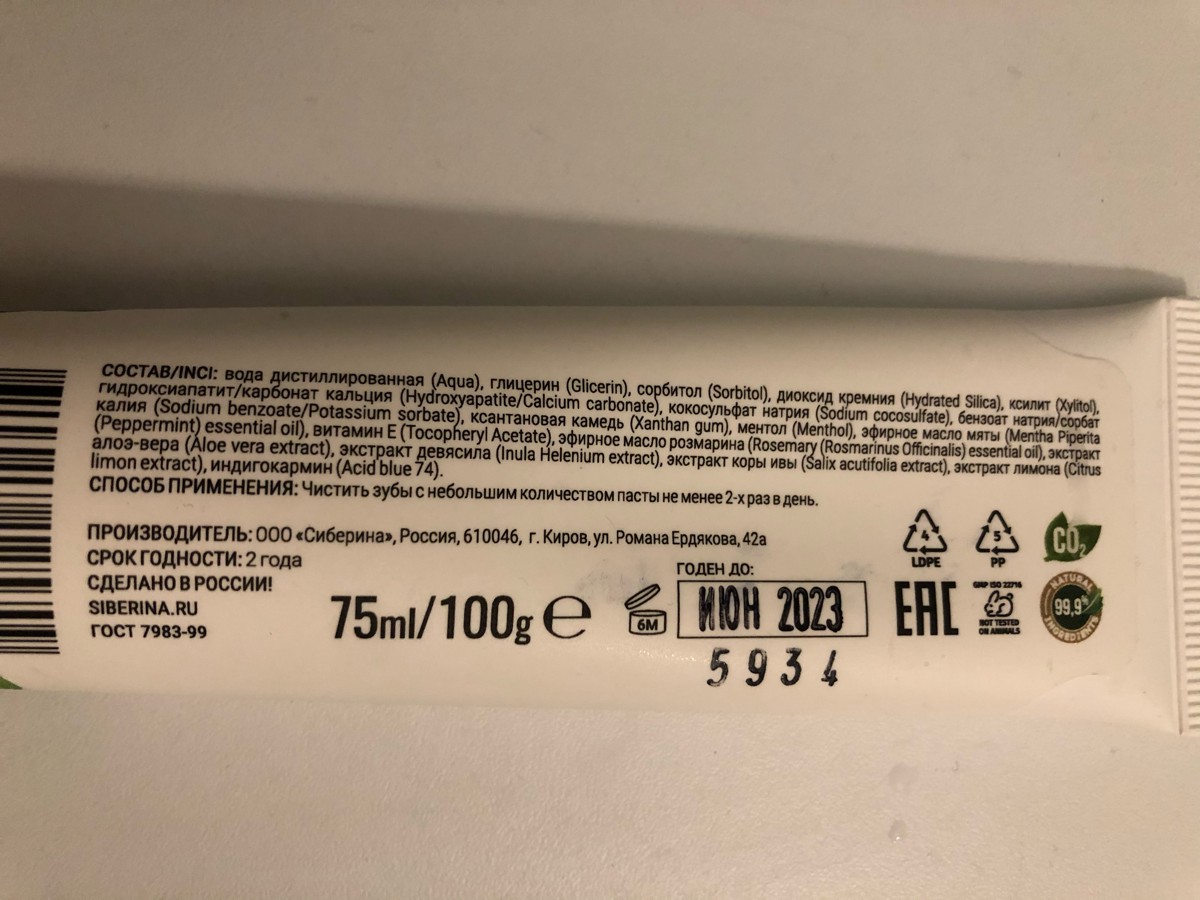 СОСТАВ/INCI: вода дистиллированная (Aqua), глицерин (Glicerin), сорбитол (Sorbitol), диоксид кремния (Hydrated Silica), ксилит (Xylitol),
гидроксиапатит/карбонат кальция (Hydroxyapatite/Calcium carbonate), кокосульфат натрия (Sodium cocosulfate), бензоат натрия/сорбат
калия (Sodium benzoate/Potassium sorbate), ксантановая камедь (Xanthan gum), ментол (Menthol), эфирное масло мяты (Mentha Piperita
(Peppermint) essential oil), витамин Е (Tocopheryl Acetate), эфирное масло розмарина (Rosemary (Rosmarinus Officinalis) essential oil), экстракт
алоэ-вера (Aloe vera extract), экстракт девясила (Inula Helenium extract), экстракт коры ивы (Salix acutifolia extract), экстракт лимона (Citrus
limon extract), индигокармин (Acid blue 74).
СПОСОБ ПРИМЕНЕНИЯ: Чистить зубы с небольшим количеством пасты не менее 2-х раз в день.
ПРОИЗВОДИТЕЛЬ: ООО «Сиберина», Россия, 610046, г. Киров, ул. Романа Ердякова, 42а
СРОК ГОДНОСТИ: 2 года
СДЕЛАНО В РОССИИ!
SIBERINA.RU
ГОСТ 7983-99
75ml/100g e
6M
ГОДЕН ДО:
ИЮН 2023
5934
4
LDPE
5
PP
CO2
EAC
GMP ISO 22716
NOT TESTED
ON ANIMALS
NATURAL
99.9%
INGREDIENTS